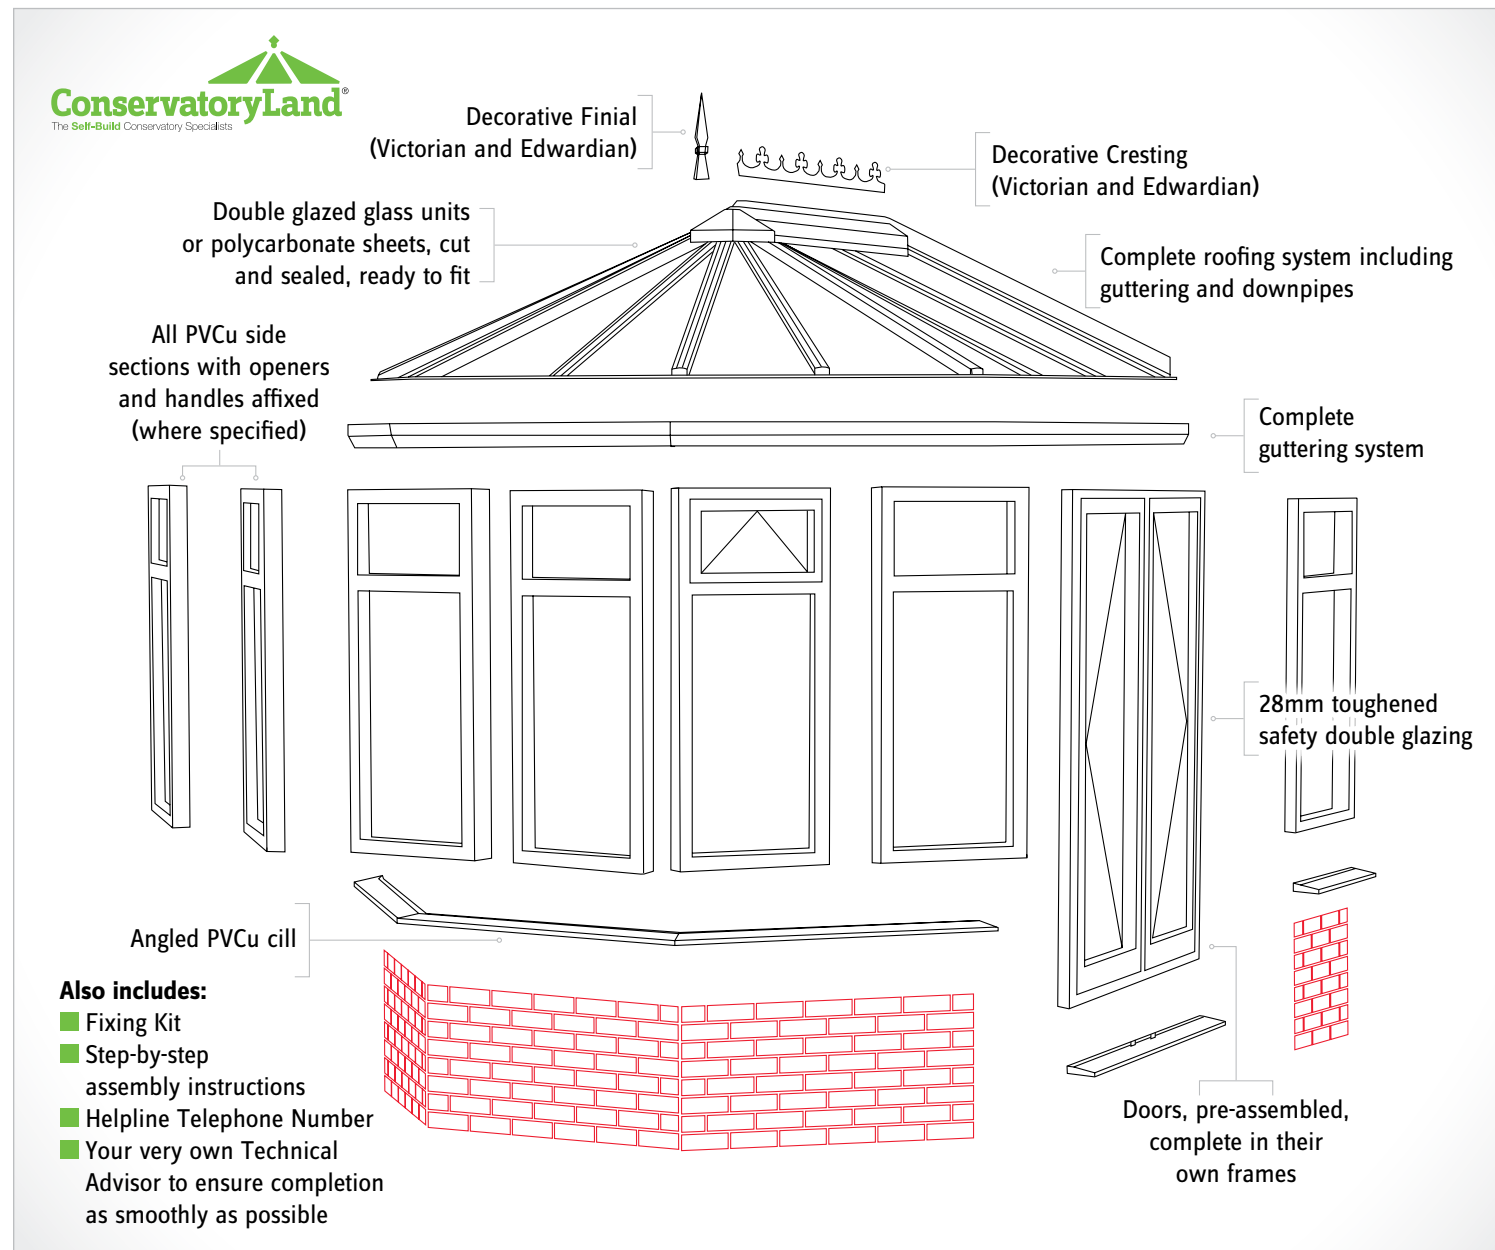 ConservatoryLand®
The Self-Build Conservatory Specialists
Decorative Finial
(Victorian and Edwardian)
Decorative Cresting
(Victorian and Edwardian)
Double glazed glass units
or polycarbonate sheets, cut
and sealed, ready to fit
Complete roofing system including
guttering and downpipes
All PVCu side
sections with openers
and handles affixed
(where specified)
Complete
guttering system
28mm toughened
safety double glazing
Angled PVCu cill
Also includes:
Fixing Kit
Step-by-step
assembly instructions
Helpline Telephone Number
Your very own Technical
Advisor to ensure completion
as smoothly as possible
Doors, pre-assembled,
complete in their
own frames